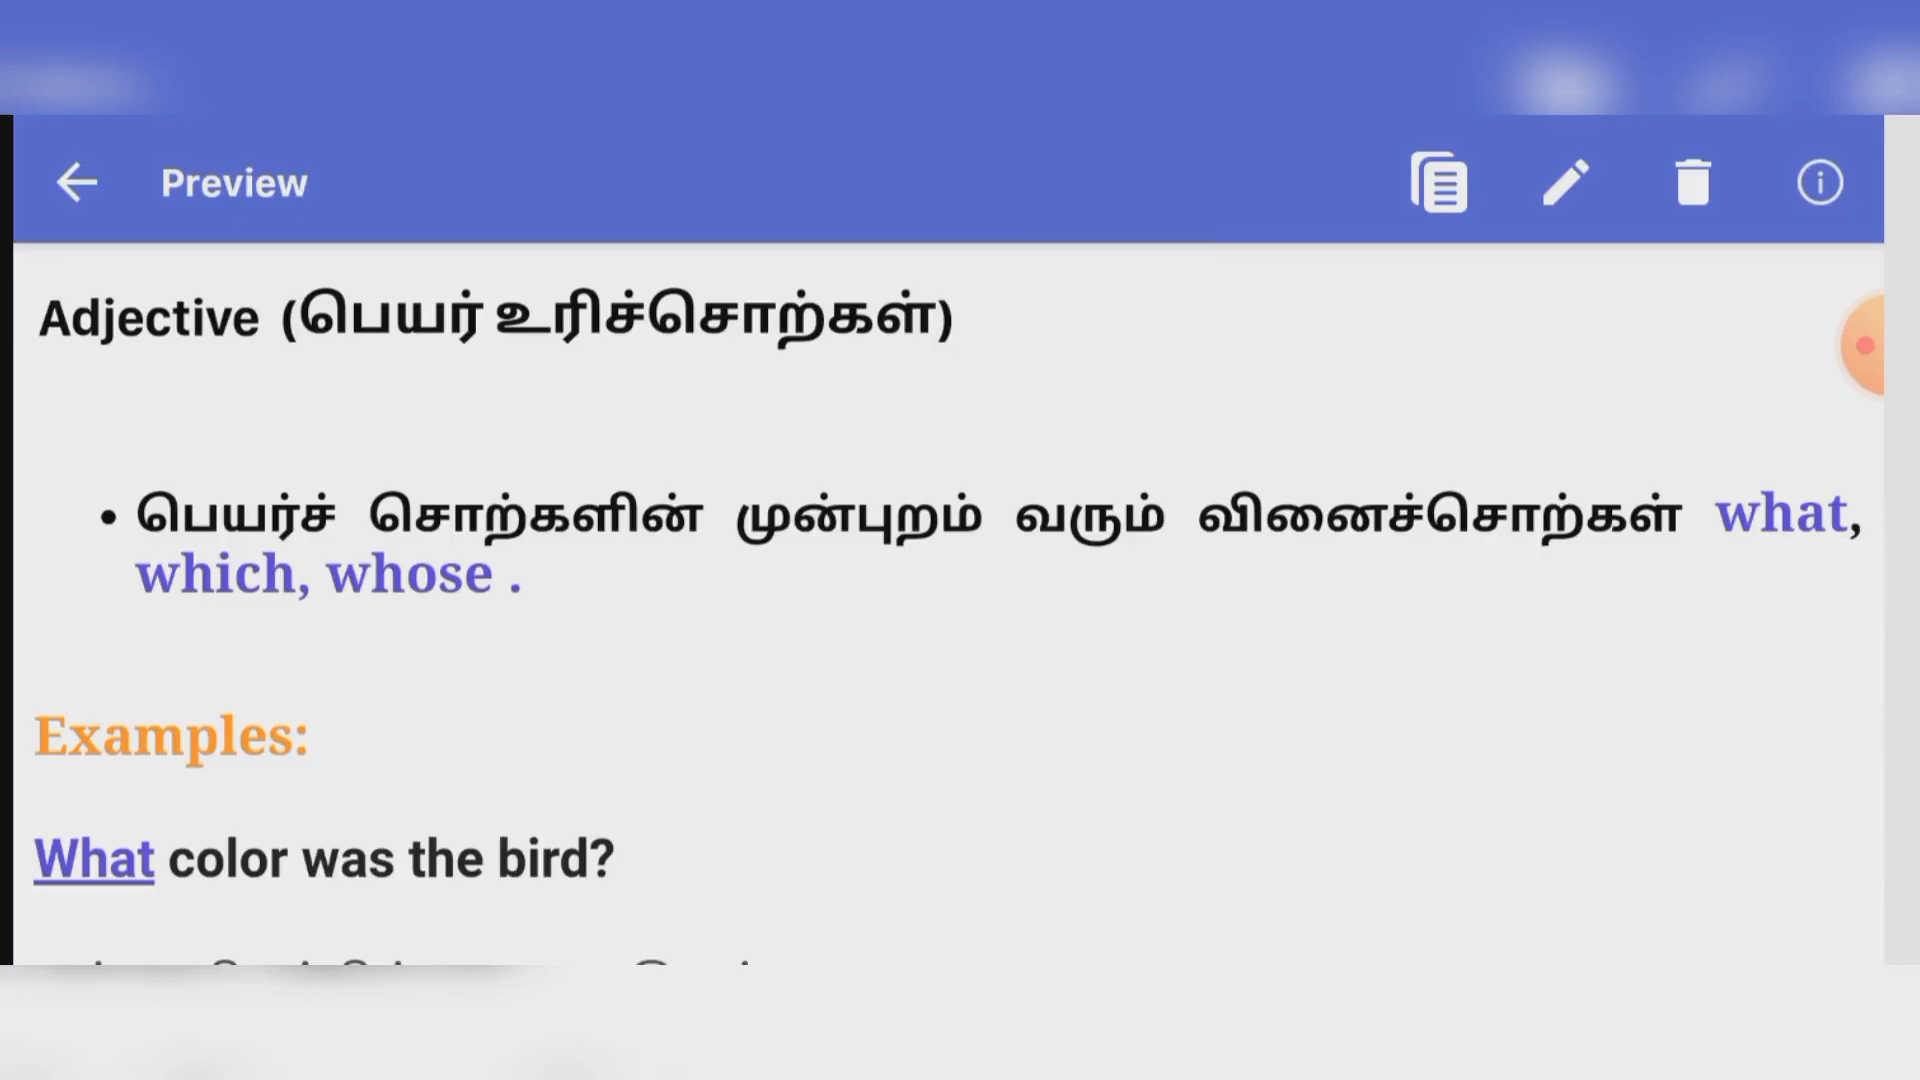 Preview
Adjective (பெயர் உரிச்சொற்கள்)
• பெயர்ச் சொற்களின் முன்புறம் வரும் வினைச்சொற்கள் what,
which, whose .
Examples:
What color was the bird?